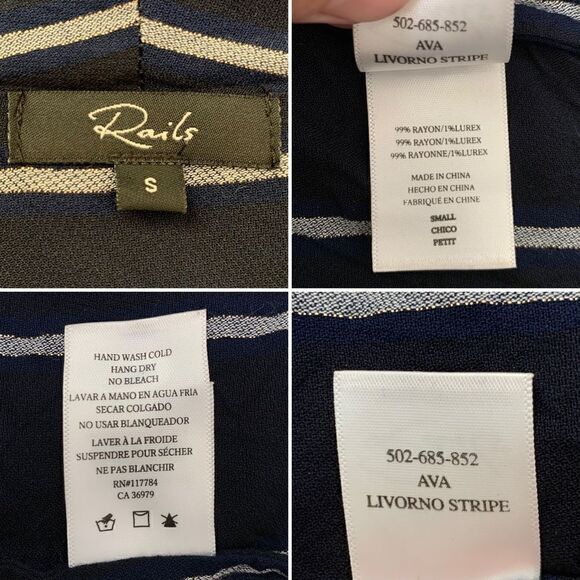 Rails
S
502-685-852
AVA
LIVORNO STRIPE
99% RAYON/1%LUREX
99% RAYON/1% LUREX
99% RAYONNE/1%LUREX
MADE IN CHINA
HECHO EN CHINA
FABRIQUÉ EN CHINE
SMALL
CHICO
PETIT
HAND WASH COLD
HANG DRY
NO BLEACH
LAVAR A MANO EN AGUA FRIA
SECAR COLGADO
NO USAR BLANQUEADOR
LAVER À LA FROIDE
SUSPENDRE POUR SÉCHER
NE PAS BLANCHIR
RN#117784
CA 36979
502-685-852
AVA
LIVORNO STRIPE